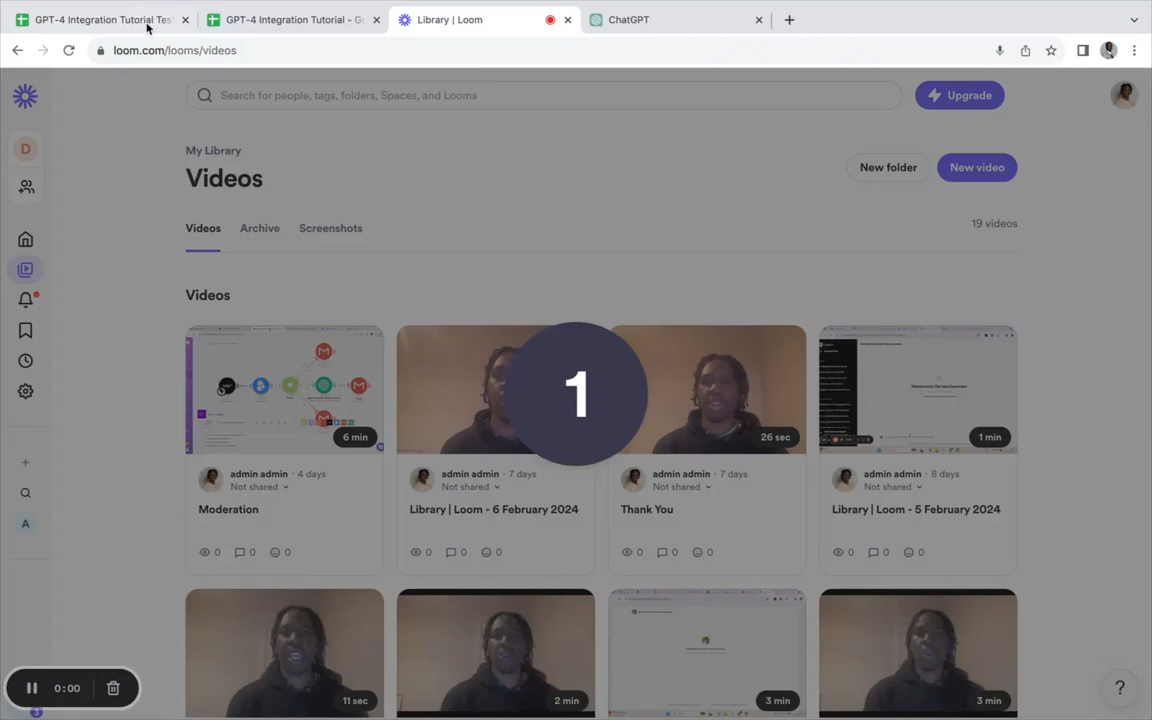 GPT-4 Integration Tutorial Tes
GPT-4 Integration Tutorial - Go
Library | Loom
ChatGPT
loom.com/looms/videos
Search for people, tags, folders, Spaces, and Looms
Upgrade
D
My Library
Videos
New folder
New video
Videos
Archive
Screenshots
19 videos
Videos
1
6 min
26 sec
1 min
admin admin · 4 days
Not shared
Moderation
0 0 0
admin admin · 7 days
Not shared
Library | Loom - 6 February 2024
0 0 0
admin admin · 7 days
Not shared
Thank You
0 0 0
admin admin · 8 days
Not shared
Library | Loom - 5 February 2024
0 0 0
A
11 sec
2 min
3 min
3 min
0:00
?